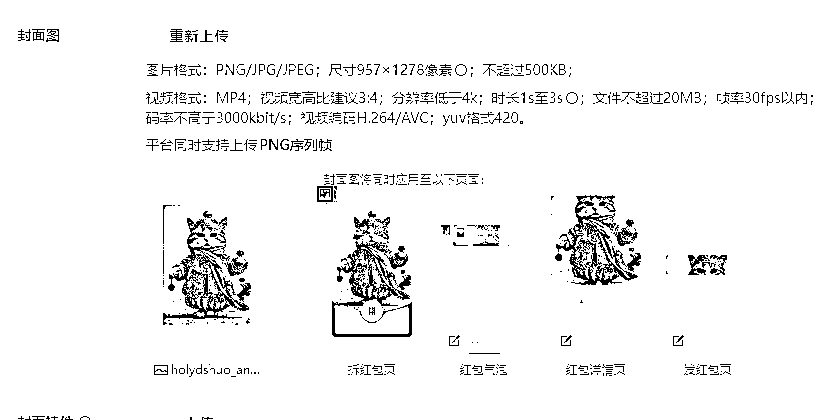 封面图
重新上传
图片格式：PNG/JPG/JPEG；尺寸957×1278像素；不超过500KB；
视频格式：MP4；视频宽高比建议3:4；分辨率低于4k；时长1s至3s；文件不超过20MB；帧率30fps以内；
码率不高于3000kbit/s；视频编码H.264/AVC；yuv格式420。
平台同时支持上传PNG序列帧
封面图将同时应用至以下页面：
holydshuo_an...
拆红包页
红包气泡
红包详情页
发红包页